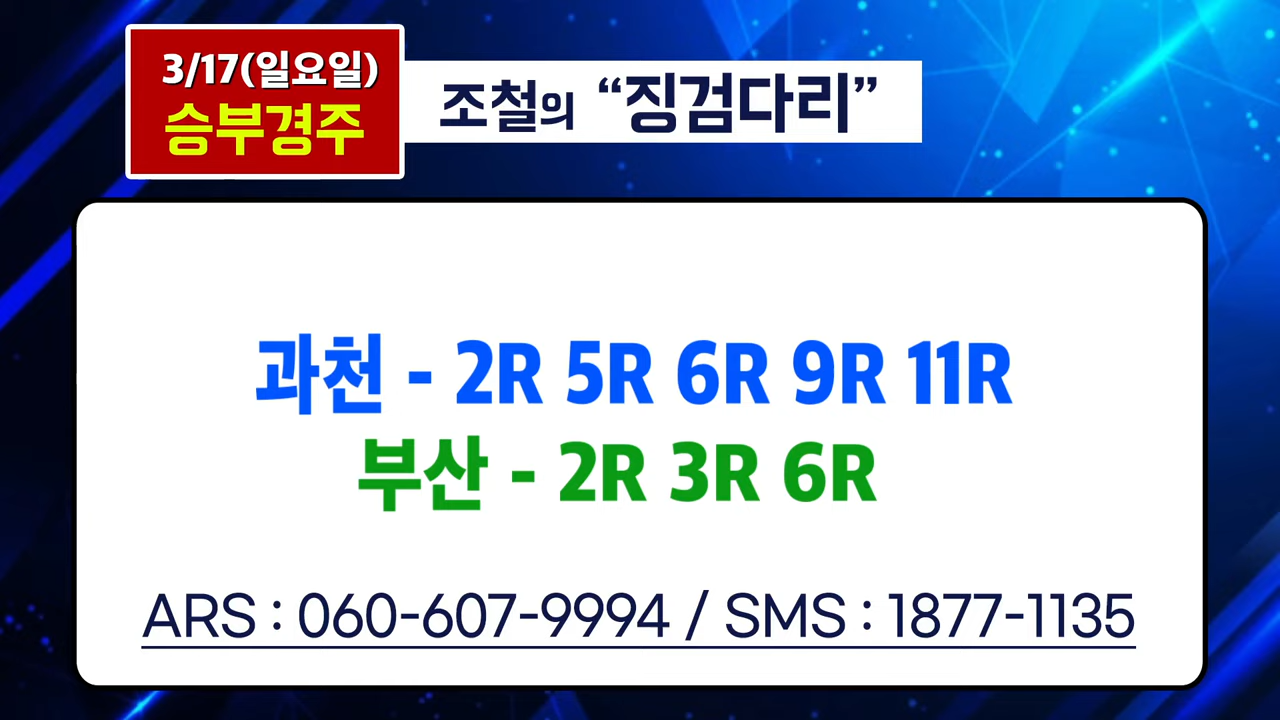 3/17(일요일)
승부경주
조철의 “징검다리”
과천 - 2R 5R 6R 9R 11R
부산 - 2R 3R 6R
ARS : 060-607-9994 / SMS : 1877-1135